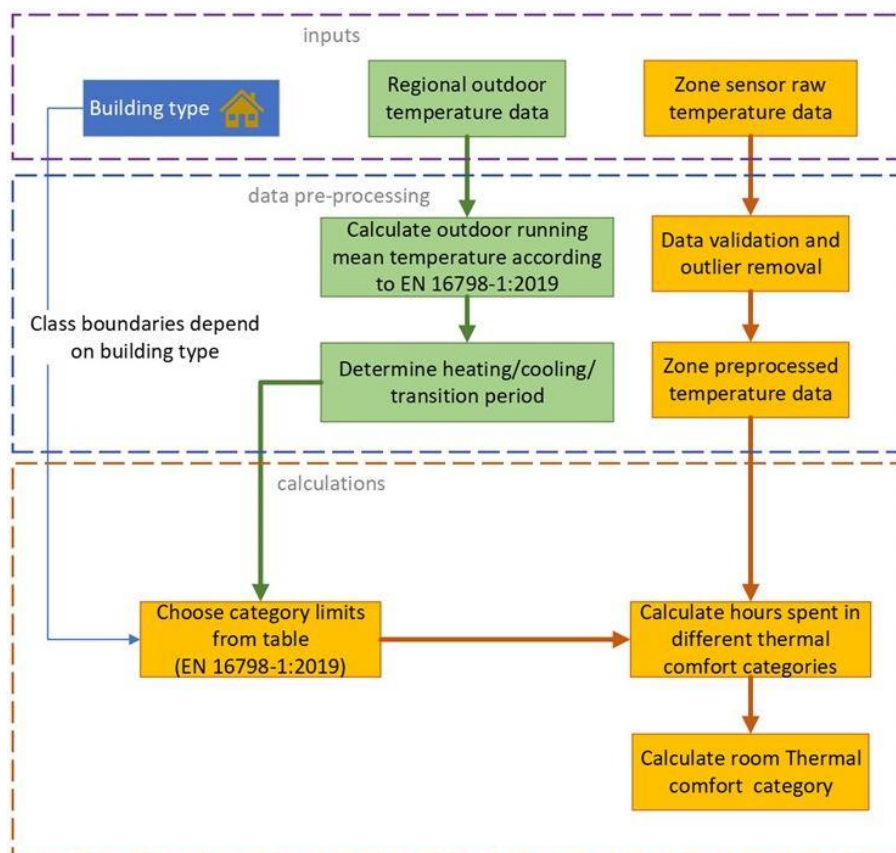 inputs
Building type
Regional outdoor
temperature data
Zone sensor raw
temperature data
data pre-processing
Calculate outdoor running
mean temperature according
to EN 16798-1:2019
Data validation and
outlier removal
Class boundaries depend
on building type
Determine heating/cooling/
transition period
Zone preprocessed
temperature data
calculations
Choose category limits
from table
(EN 16798-1:2019)
Calculate hours spent in
different thermal
comfort categories
Calculate room Thermal
comfort category